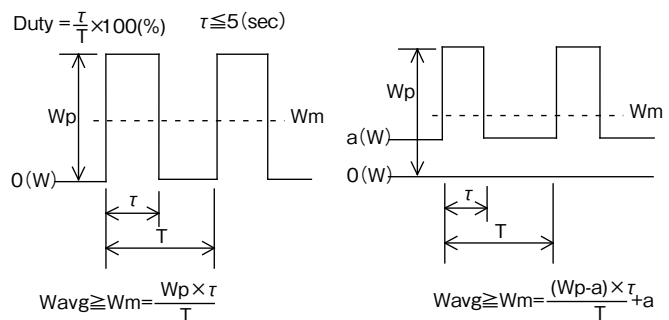 Duty = τ/T ×100(%)
τ≦5(sec)
Wp
Wm
0(W)
τ
T
Wavg≧Wm= Wp×τ/T
Wp
Wm
a(W)
0(W)
τ
T
Wavg≧Wm= (Wp-a)×τ/T +a